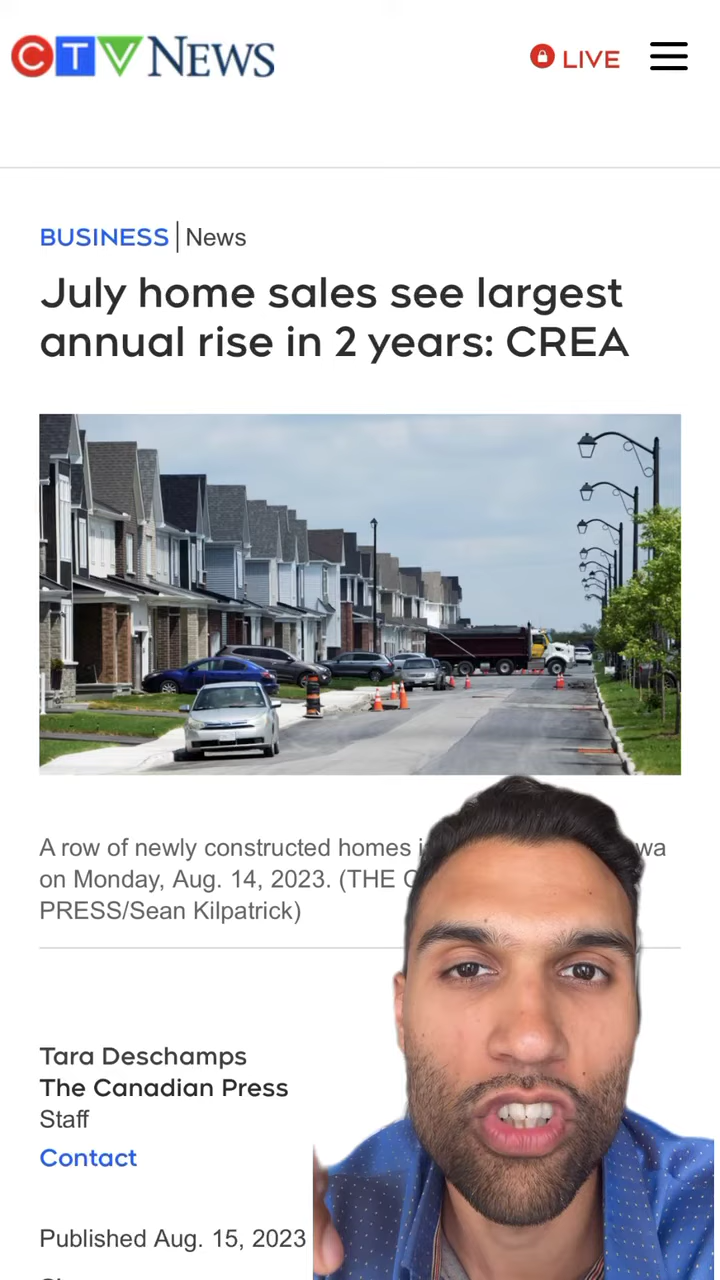 CTV NEWS
LIVE
BUSINESS | News
July home sales see largest
annual rise in 2 years: CREA
A row of newly constructed homes
on Monday, Aug. 14, 2023. (THE
PRESS/Sean Kilpatrick)
Tara Deschamps
The Canadian Press
Staff
Contact
Published Aug. 15, 2023